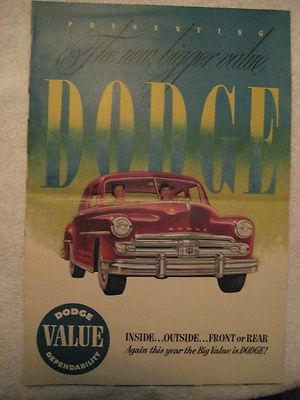 PRESENTING
The new, bigger value
DODGE
DODGE
DODGE
VALUE
DEPENDABILITY
INSIDE...OUTSIDE...FRONT or REAR
Again this year the Big Value is DODGE!